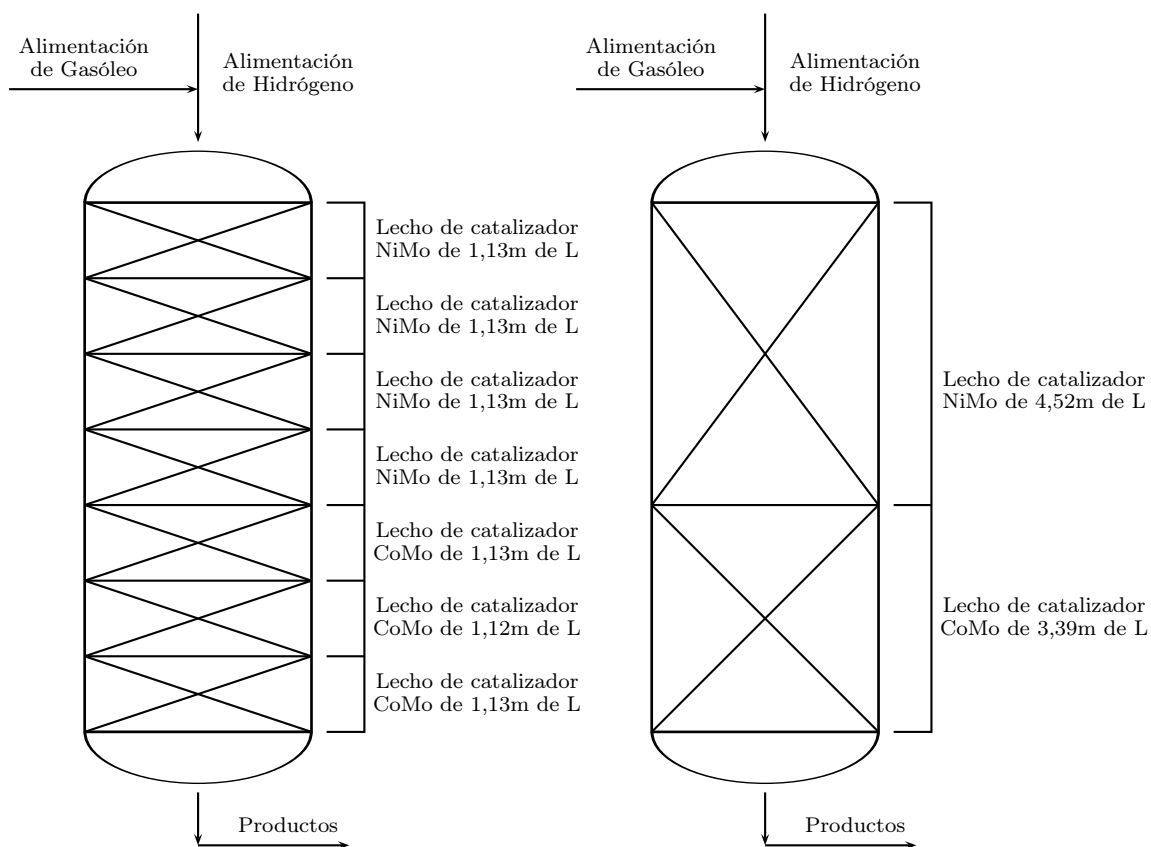 Alimentación
de Gasóleo
Alimentación
de Hidrógeno
Lecho de catalizador
NiMo de 1,13m de L
Lecho de catalizador
NiMo de 1,13m de L
Lecho de catalizador
NiMo de 1,13m de L
Lecho de catalizador
NiMo de 1,13m de L
Lecho de catalizador
CoMo de 1,13m de L
Lecho de catalizador
CoMo de 1,12m de L
Lecho de catalizador
CoMo de 1,13m de L
Productos
Alimentación
de Gasóleo
Alimentación
de Hidrógeno
Lecho de catalizador
NiMo de 4,52m de L
Lecho de catalizador
CoMo de 3,39m de L
Productos